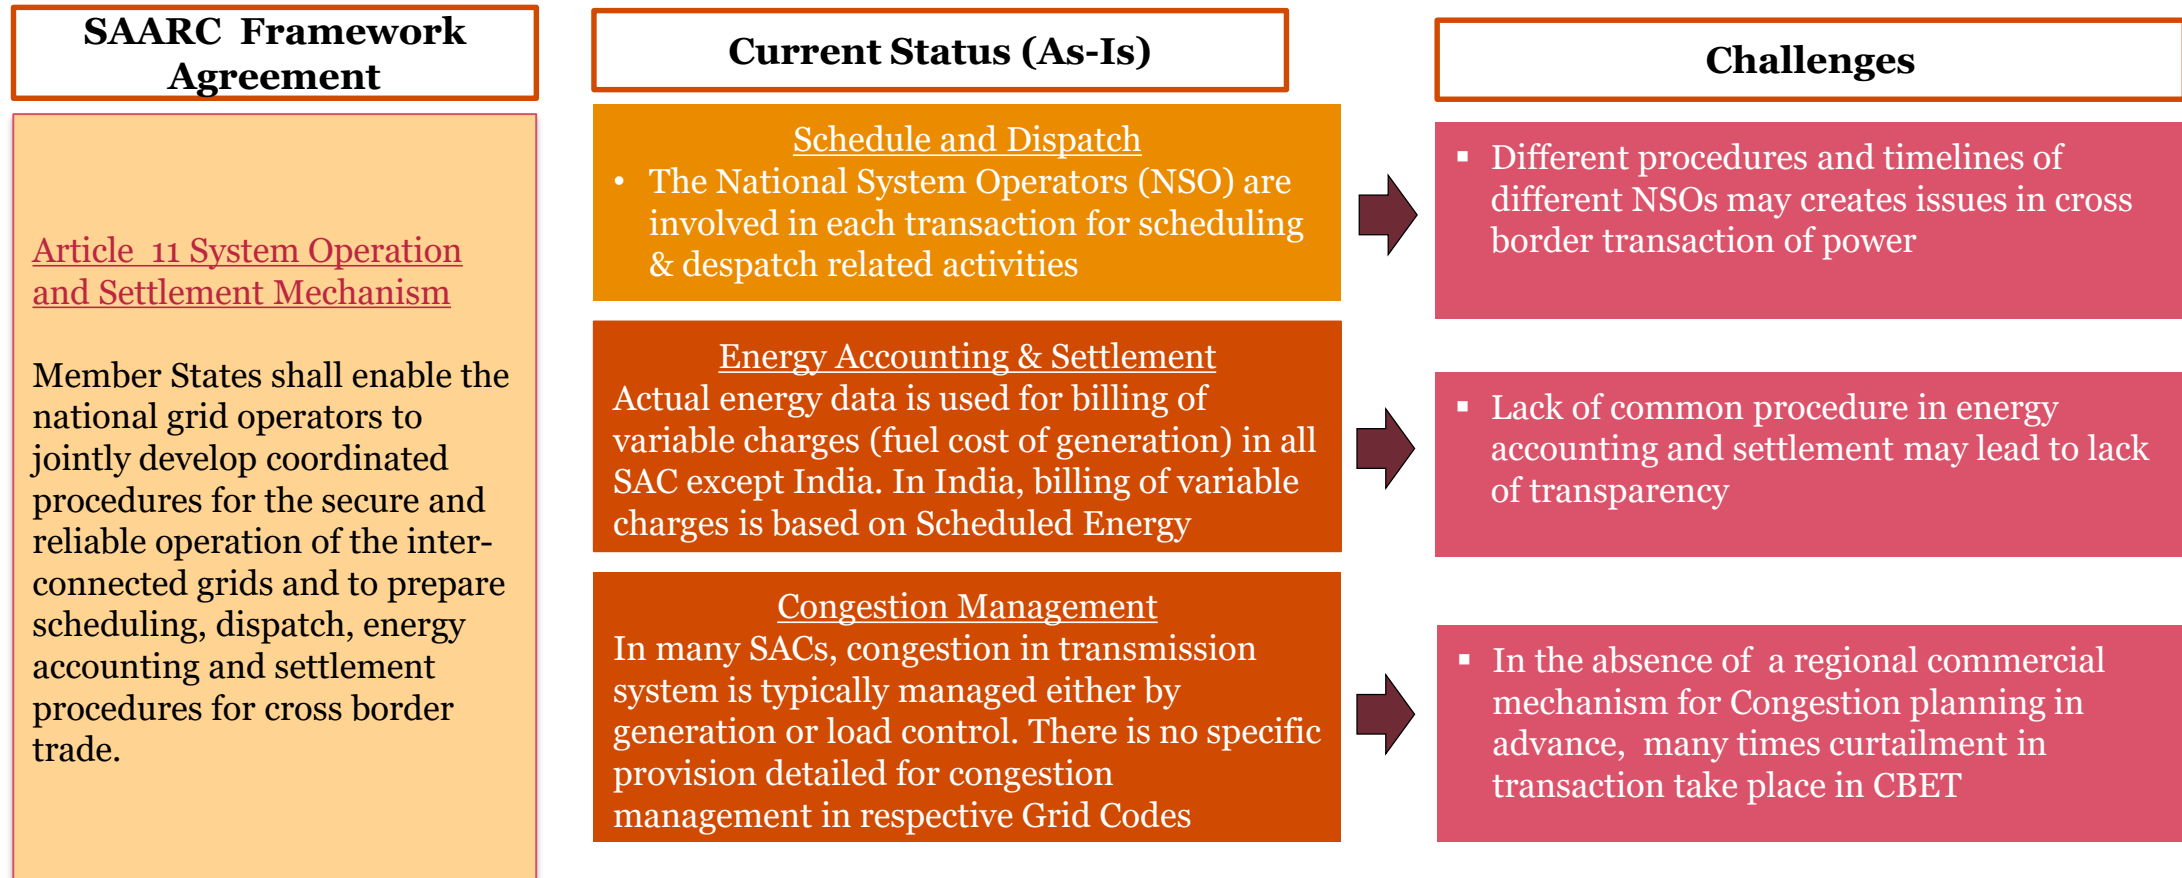 SAARC Framework
Agreement
Article 11 System Operation
and Settlement Mechanism
Member States shall enable the
national grid operators to
jointly develop coordinated
procedures for the secure and
reliable operation of the inter-
connected grids and to prepare
scheduling, dispatch, energy
accounting and settlement
procedures for cross border
trade.
Current Status (As-Is)
Schedule and Dispatch
• The National System Operators (NSO) are
involved in each transaction for scheduling
& despatch related activities
Energy Accounting & Settlement
Actual energy data is used for billing of
variable charges (fuel cost of generation) in all
SAC except India. In India, billing of variable
charges is based on Scheduled Energy
Congestion Management
In many SACs, congestion in transmission
system is typically managed either by
generation or load control. There is no specific
provision detailed for congestion
management in respective Grid Codes
Challenges
▪ Different procedures and timelines of
different NSOs may creates issues in cross
border transaction of power
▪ Lack of common procedure in energy
accounting and settlement may lead to lack
of transparency
▪ In the absence of a regional commercial
mechanism for Congestion planning in
advance, many times curtailment in
transaction take place in CBET